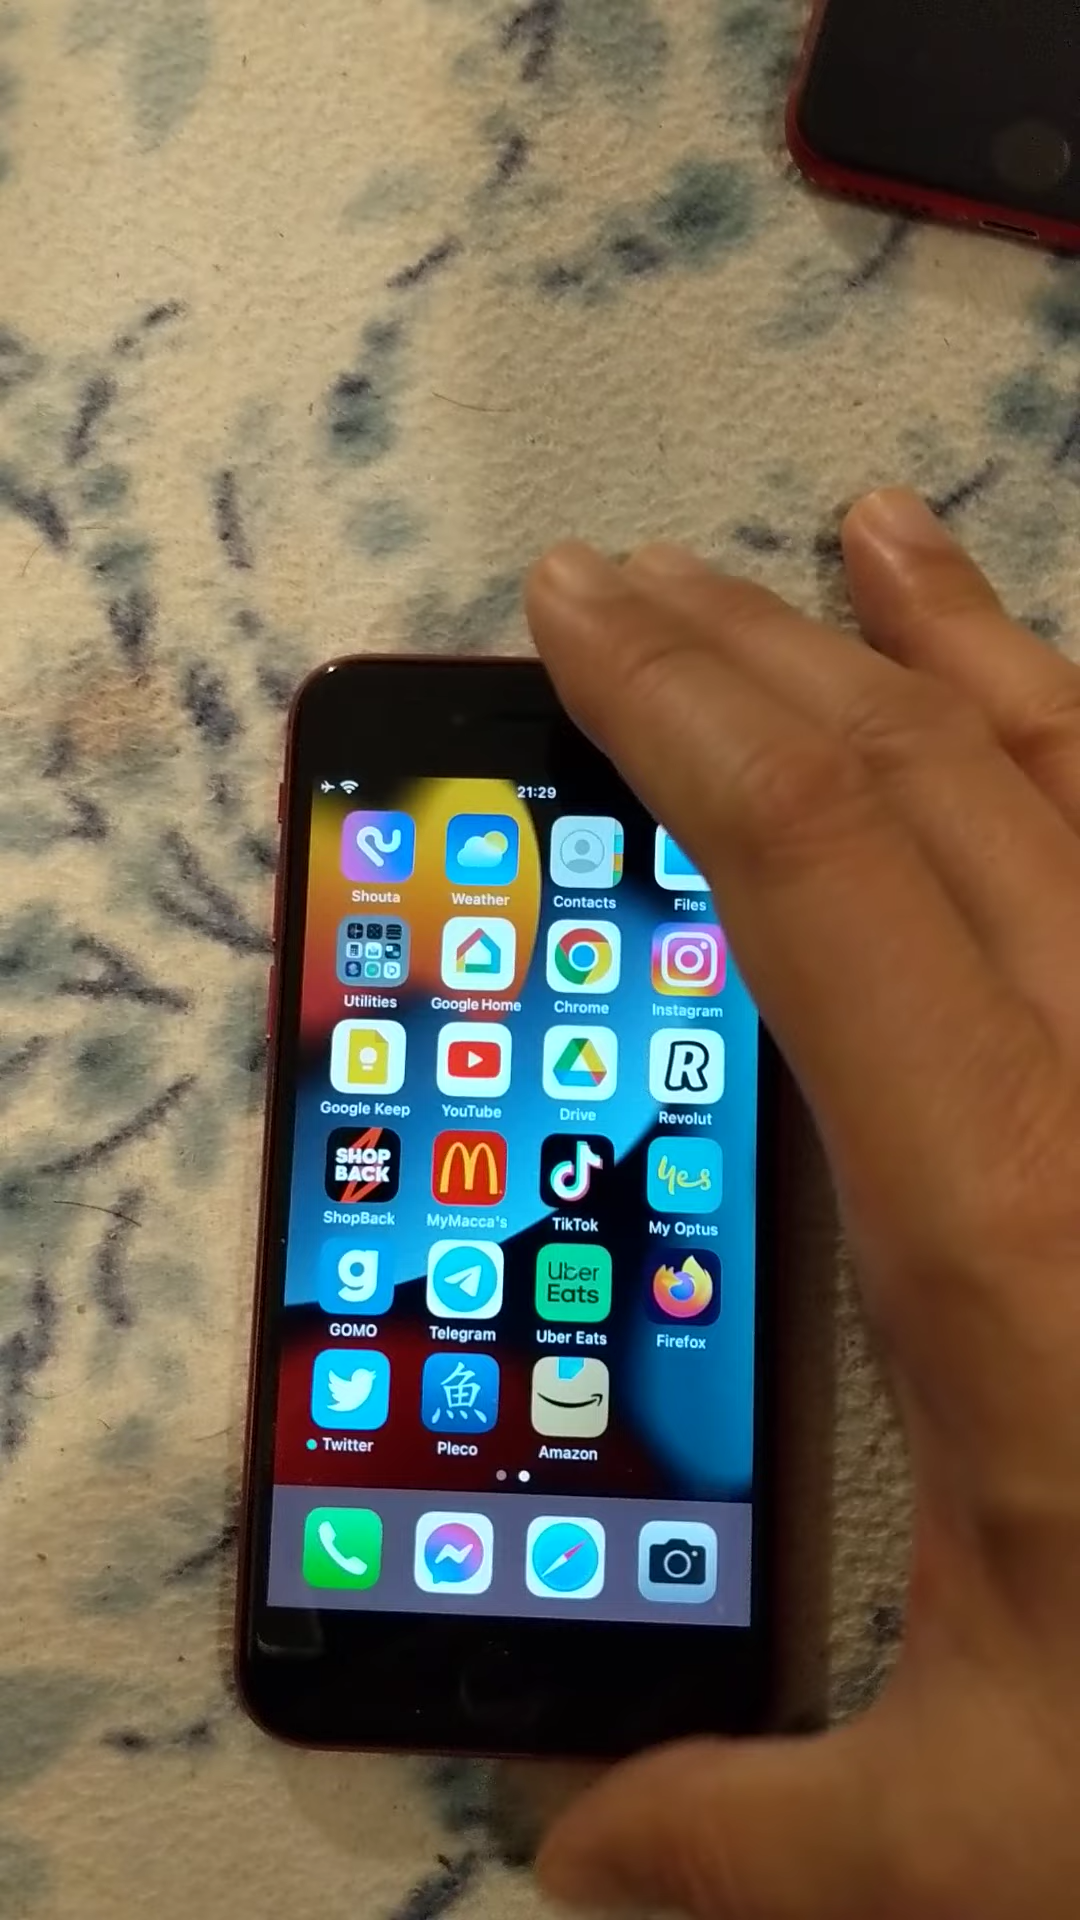 21:29
Shouta
Weather
Contacts
Files
Utilities
Google Home
Chrome
Instagram
Google Keep
YouTube
Drive
R
Revolut
SHOP
BACK
ShopBack
MyMacca's
TikTok
yes
My Optus
g
GOMO
Telegram
Uber
Eats
Uber Eats
Firefox
Twitter
魚
Pleco
Amazon